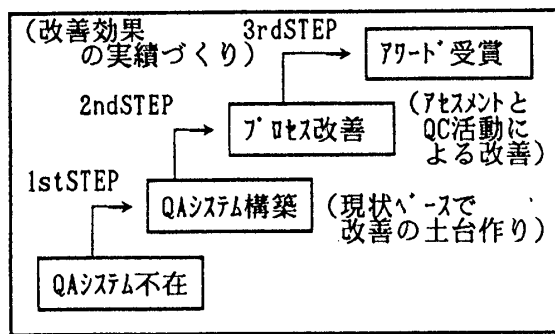 (改善効果
の実績づくり)
3rdSTEP
ｱﾜｰﾄﾞ受賞
2ndSTEP
ﾌﾟﾛｾｽ改善
(ｱｾｽﾒﾝﾄと
QC活動に
よる改善)
1stSTEP
QAｼｽﾃﾑ構築
(現状ﾍﾞｰｽで
改善の土台作り)
QAｼｽﾃﾑ不在